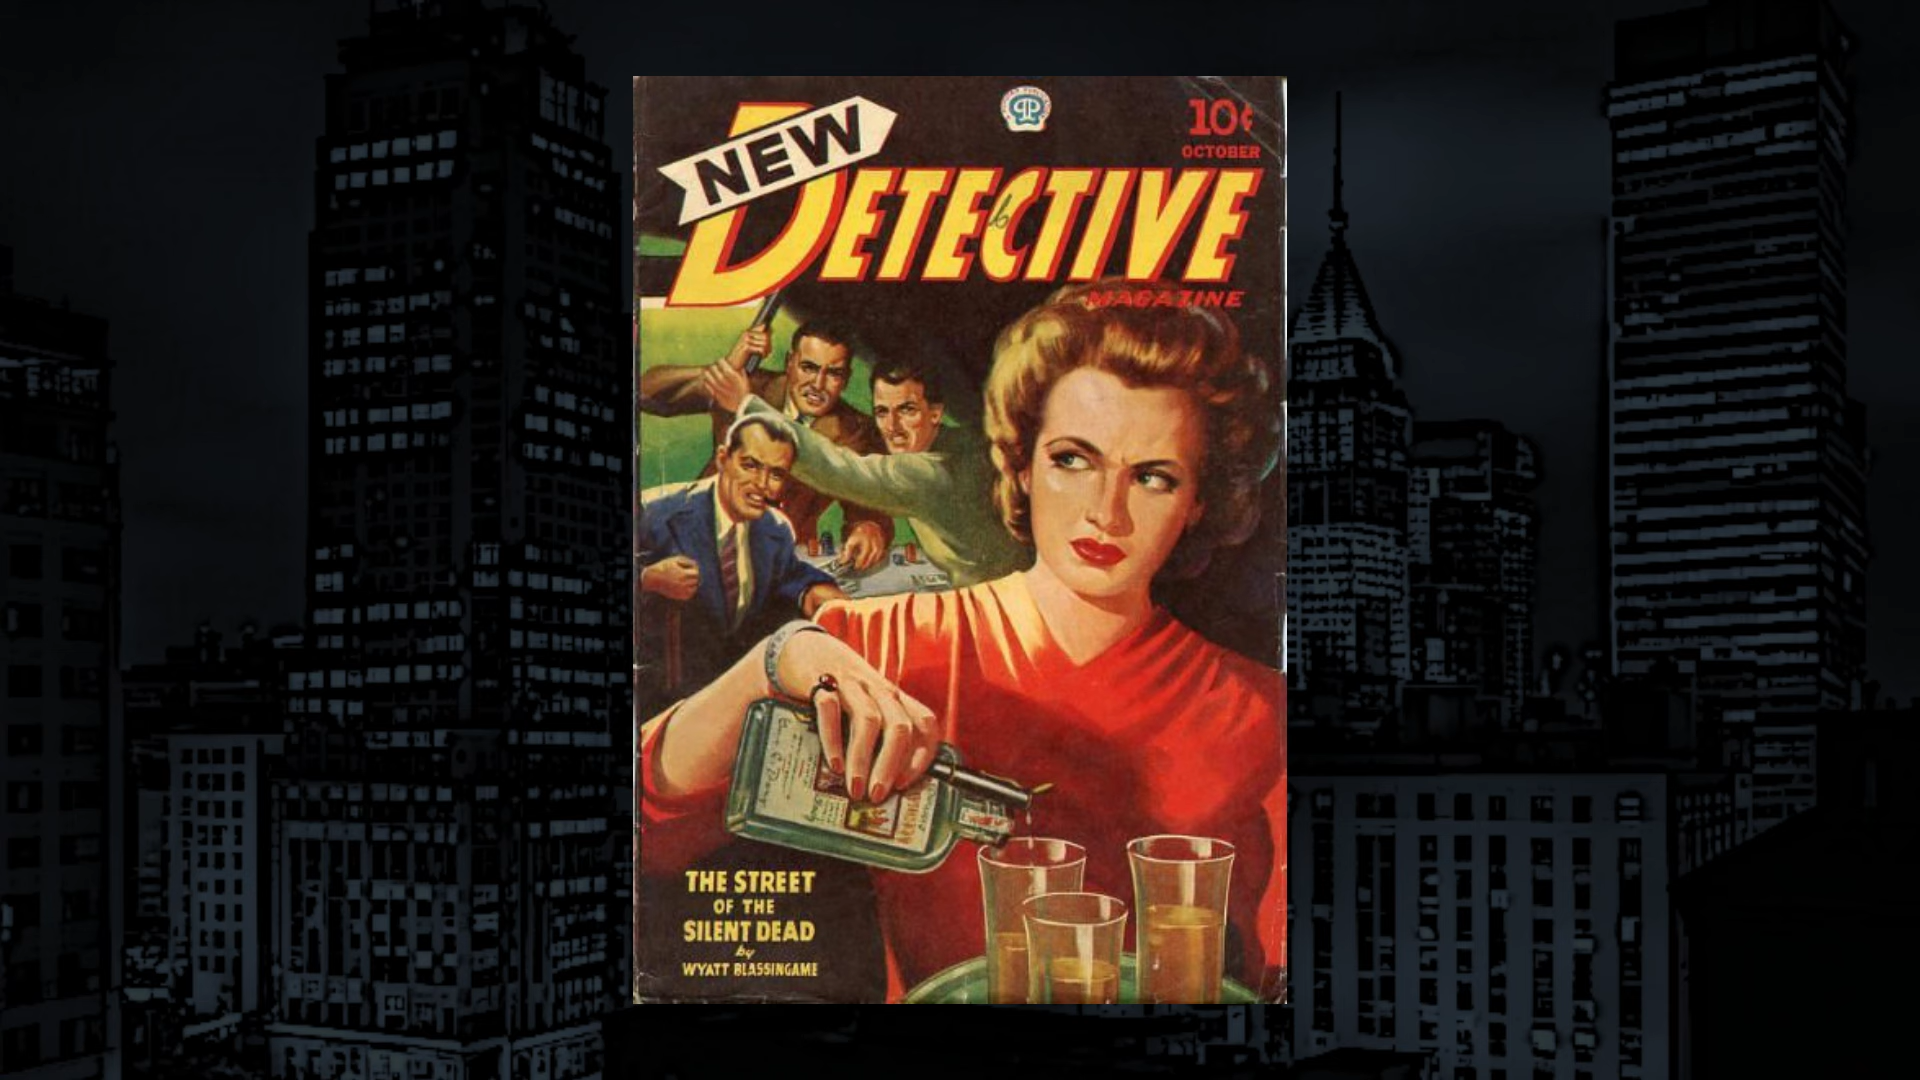 NEW
DETECTIVE
MAGAZINE
10¢
OCTOBER
THE STREET
OF THE
SILENT DEAD
by
WYATT BLASSINGAME